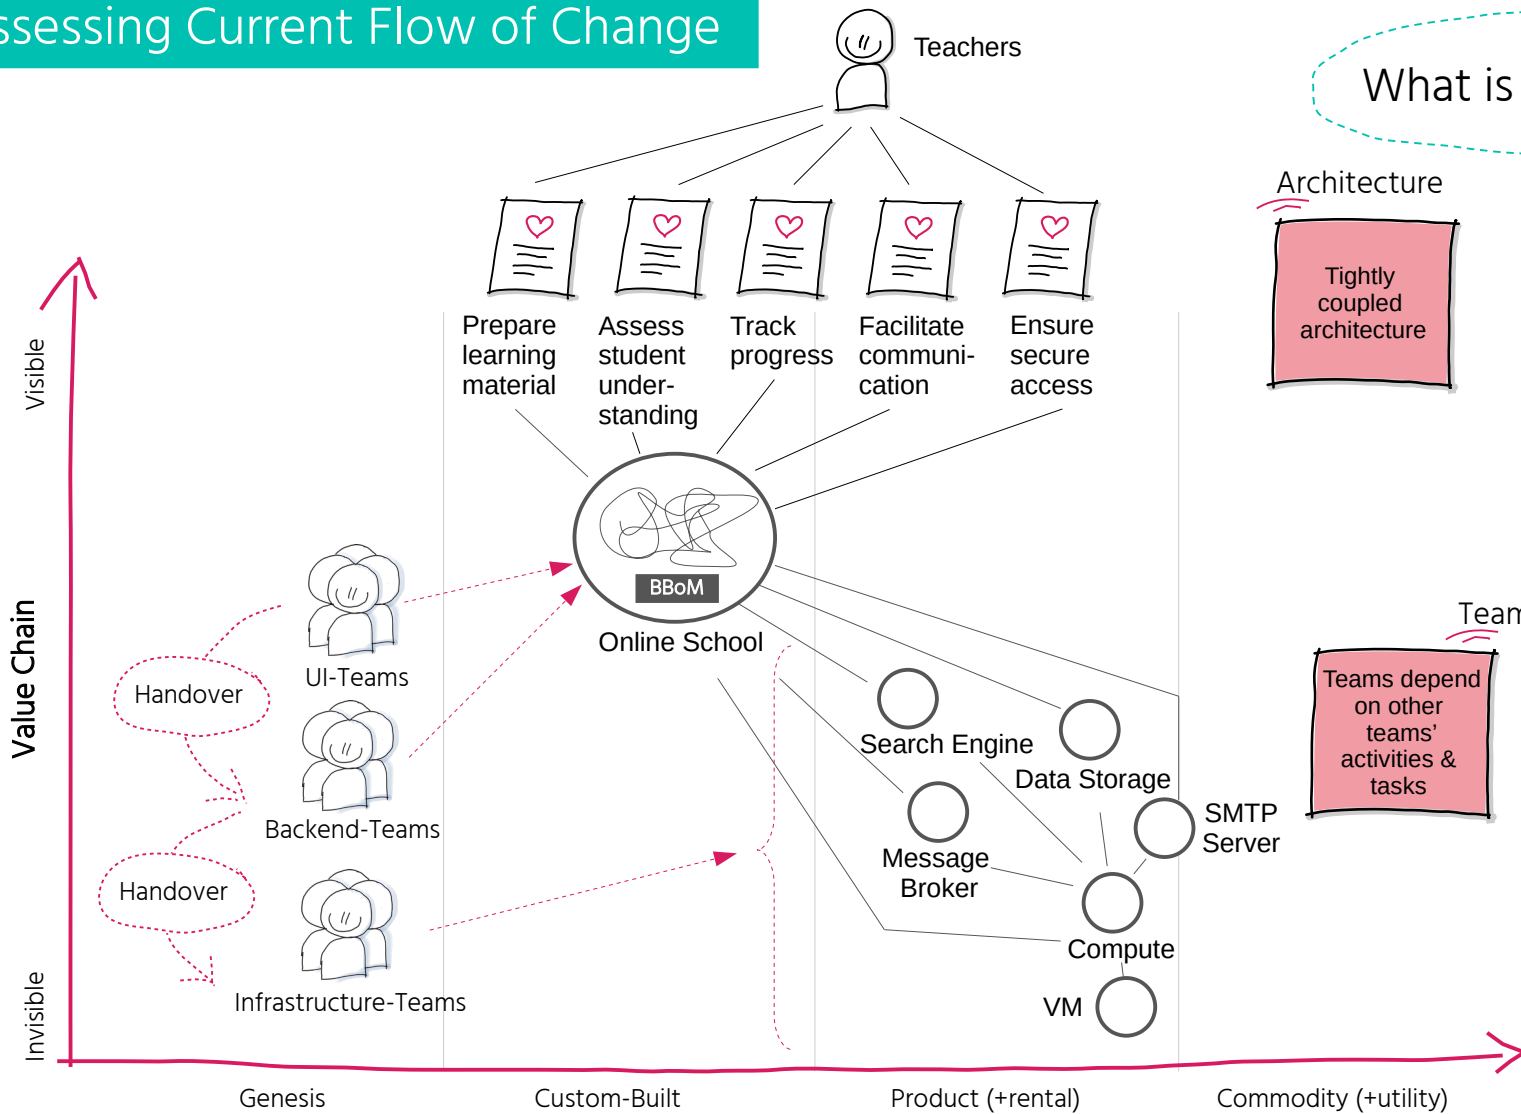 ssessing Current Flow of Change
Teachers
What is
Architecture
Tightly
coupled
architecture
Prepare
learning
material
Assess
student
under-
standing
Track
progress
Facilitate
communi-
cation
Ensure
secure
access
Visible
Value Chain
Invisible
BBoM
Online School
UI-Teams
Handover
Backend-Teams
Handover
Infrastructure-Teams
Search Engine
Data Storage
Message
Broker
SMTP
Server
Compute
VM
Team
Teams depend
on other
teams'
activities &
tasks
Genesis
Custom-Built
Product (+rental)
Commodity (+utility)